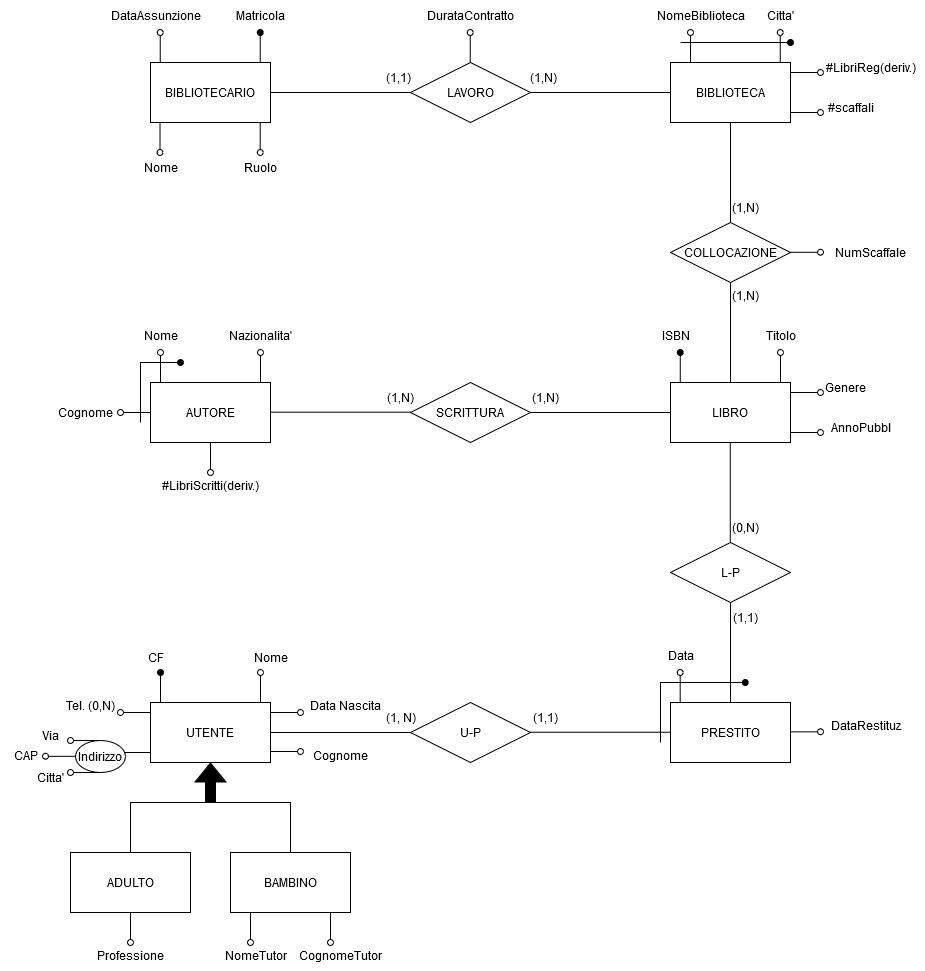 DataAssunzione
Matricola
DurataContratto
NomeBiblioteca
Citta'
BIBLIOTECARIO
(1,1)
LAVORO
(1,N)
BIBLIOTECA
#LibriReg(deriv.)
#scaffali
Nome
Ruolo
(1,N)
COLLOCAZIONE
NumScaffale
(1,N)
Nome
Nazionalita'
ISBN
Titolo
Cognome
AUTORE
(1,N)
SCRITTURA
(1,N)
LIBRO
Genere
AnnoPubbl
#LibriScritti(deriv.)
(0,N)
L-P
(1,1)
CF
Nome
Data
Tel. (0,N)
UTENTE
Data Nascita
(1, N)
U-P
(1,1)
PRESTITO
DataRestituz
Via
CAP
Indirizzo
Citta'
Cognome
ADULTO
BAMBINO
Professione
NomeTutor
CognomeTutor